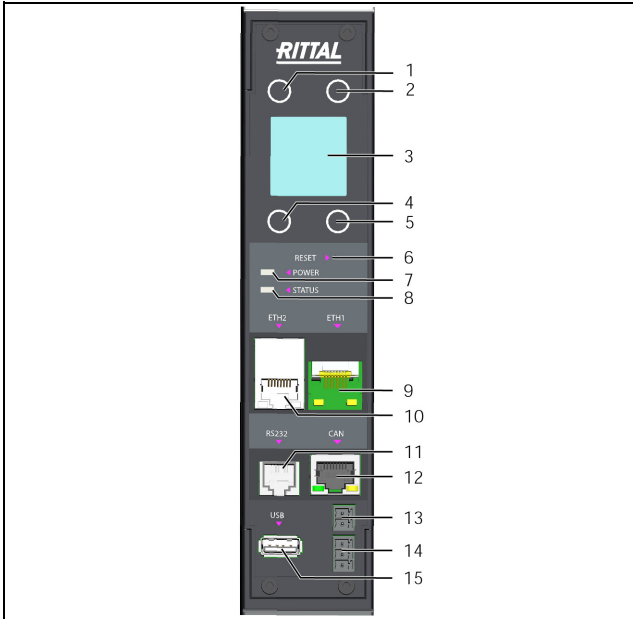 RITTAL
1
2
3
4
5
RESET
6
POWER
7
STATUS
8
ETH2 ETH1
9
10
RS232 CAN
11
12
13
USB
14
15